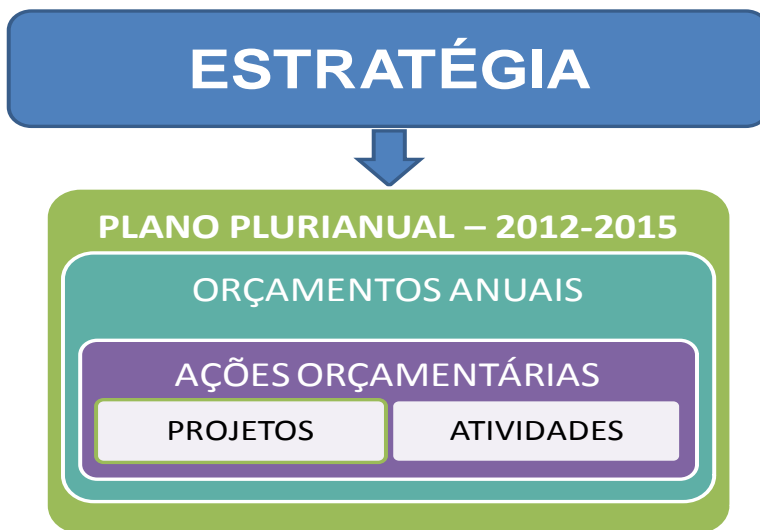 ESTRATÉGIA
PLANO PLURIANUAL – 2012-2015
ORÇAMENTOS ANUAIS
AÇÕES ORÇAMENTÁRIAS
PROJETOS
ATIVIDADES